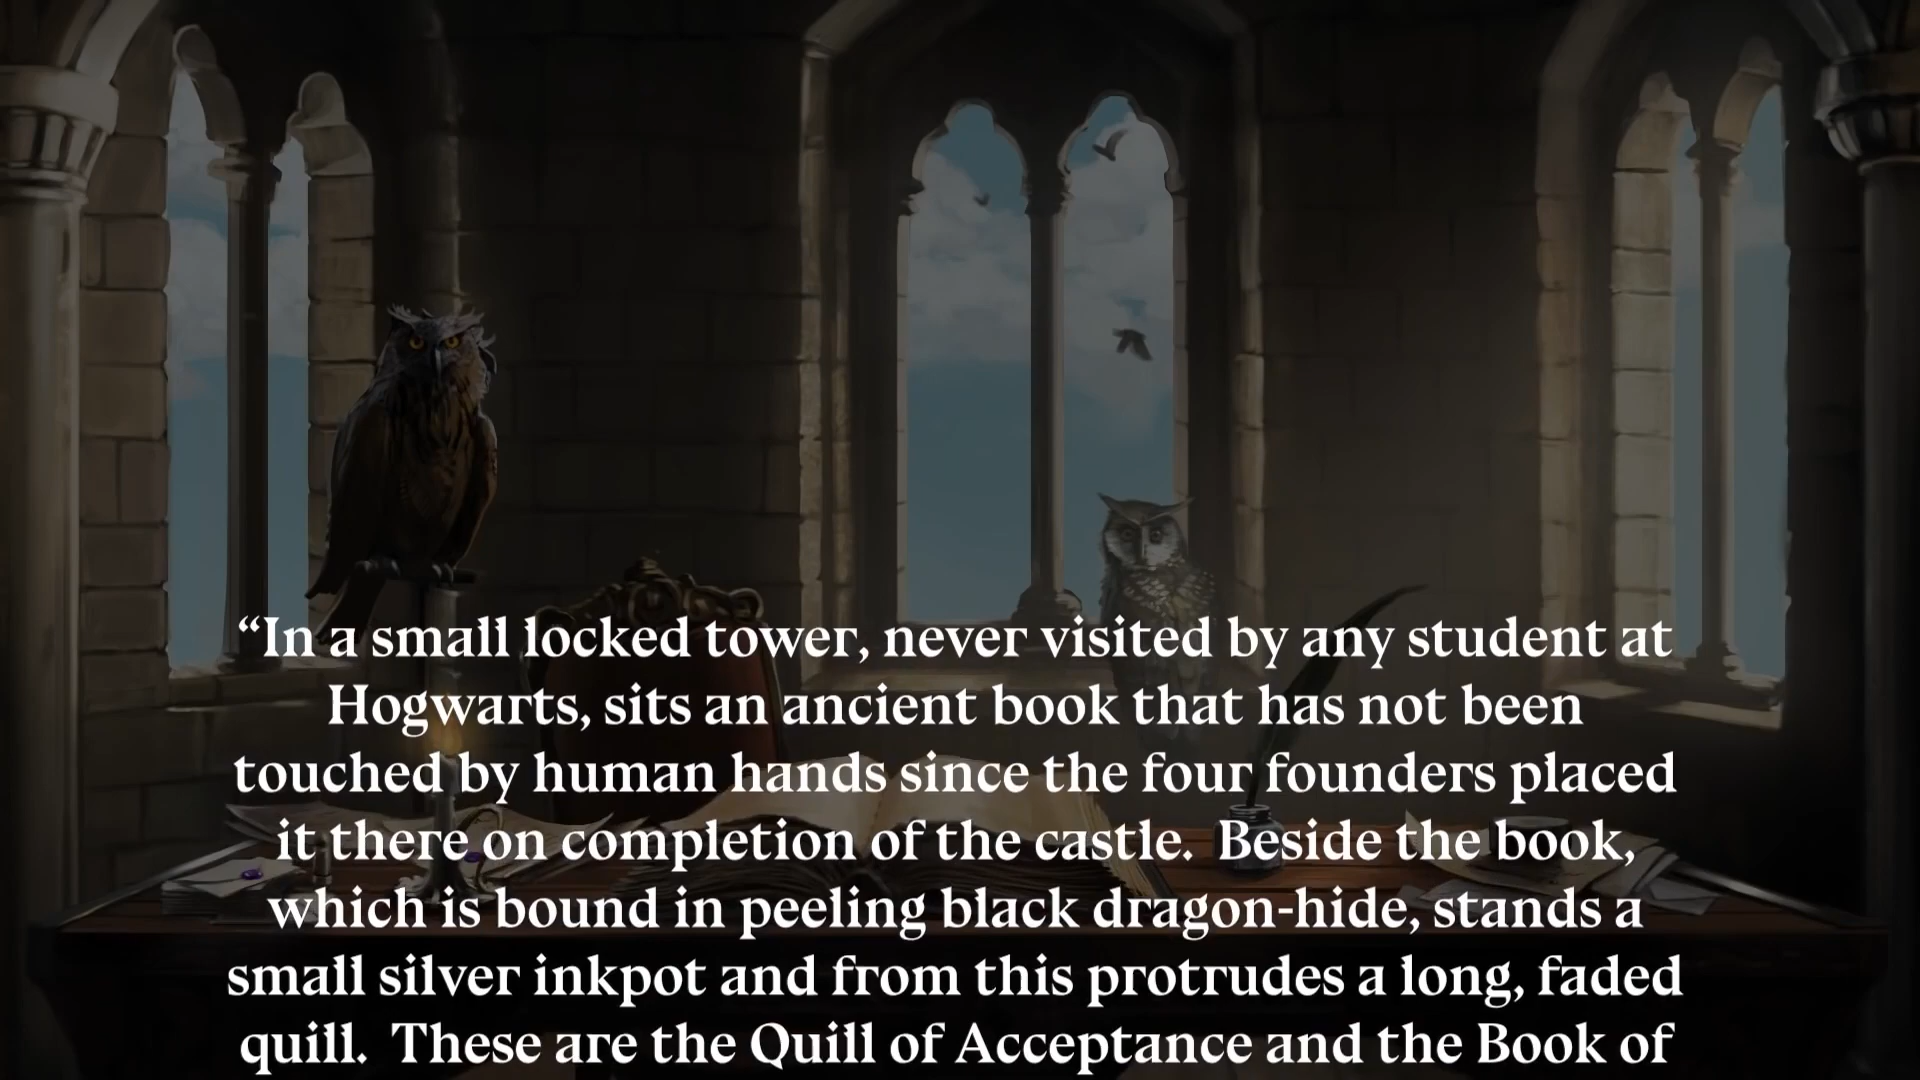 “In a small locked tower, never visited by any student at
Hogwarts, sits an ancient book that has not been
touched by human hands since the four founders placed
it there on completion of the castle.  Beside the book,
which is bound in peeling black dragon-hide, stands a
small silver inkpot and from this protrudes a long, faded
quill.  These are the Quill of Acceptance and the Book of